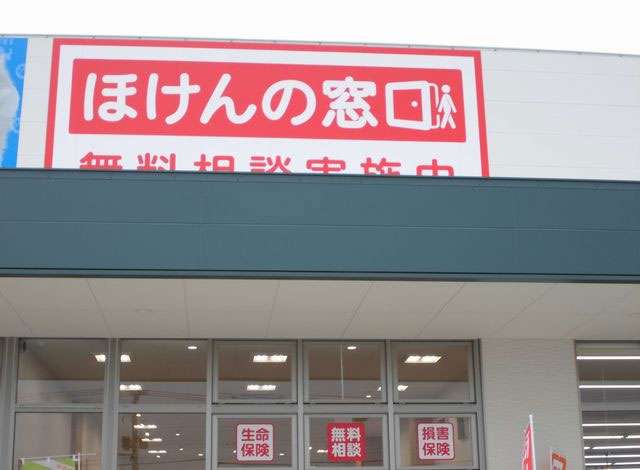 ほけんの窓口
無料相談実施中
生命
保険
無料
相談
損害
保険